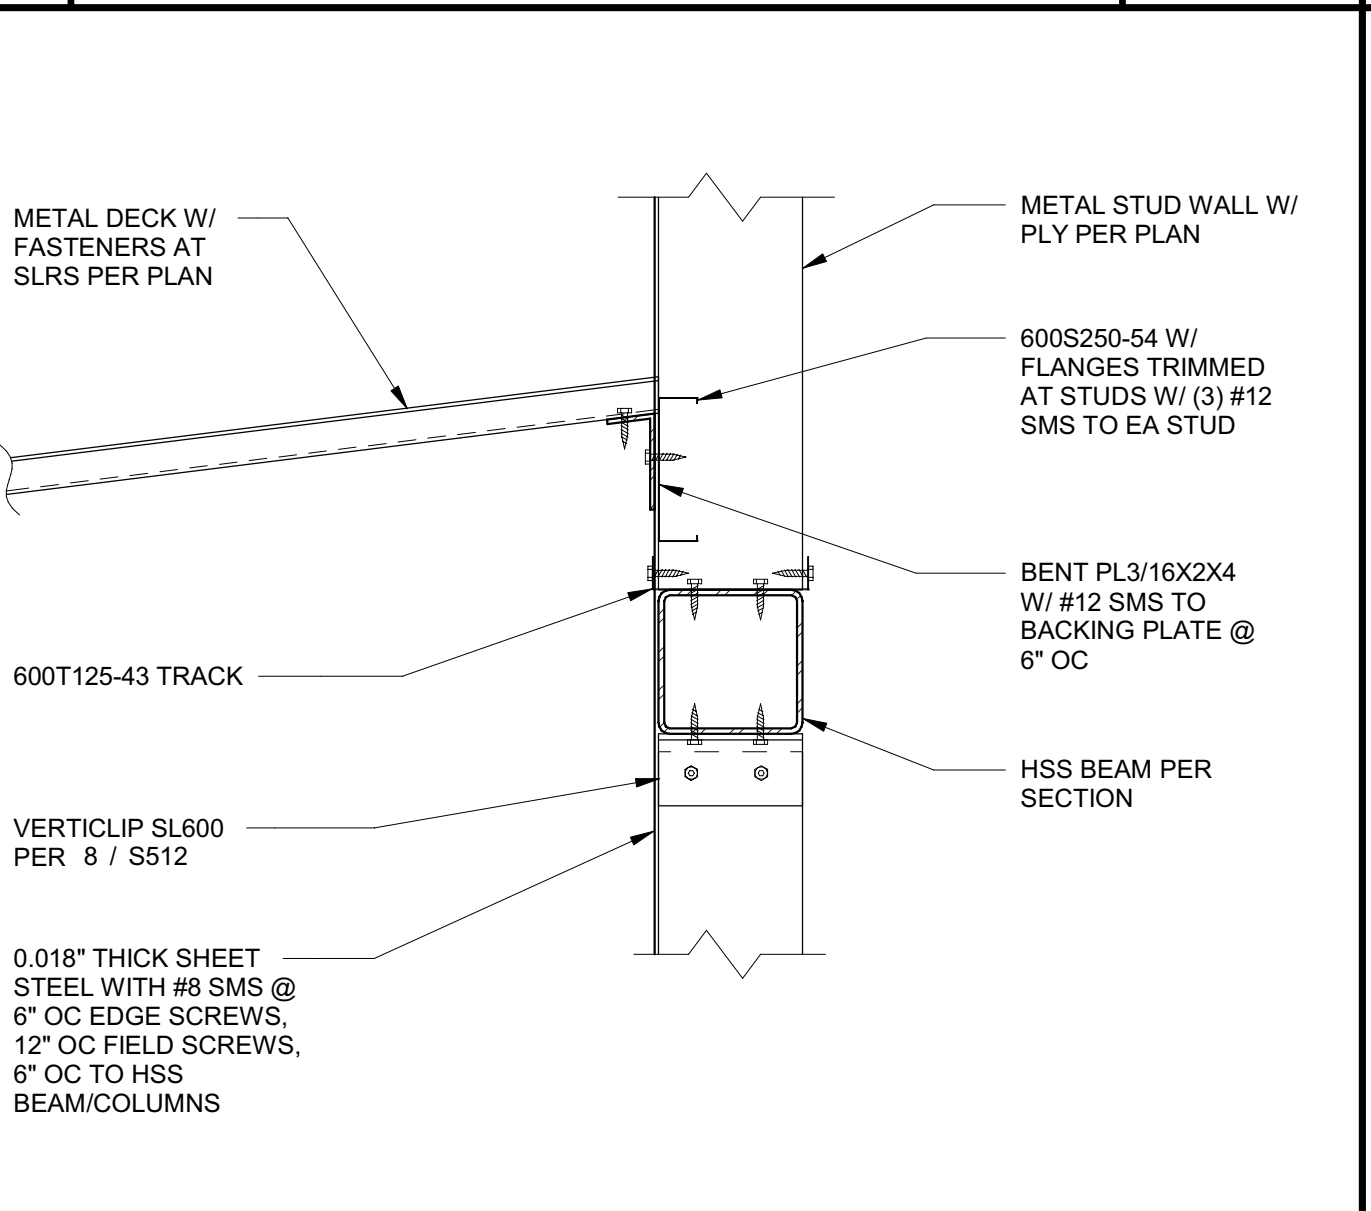 METAL DECK W/
FASTENERS AT
SLRS PER PLAN
600T125-43 TRACK
VERTICLIP SL600
PER 8 / S512
0.018" THICK SHEET
STEEL WITH #8 SMS @
6" OC EDGE SCREWS,
12" OC FIELD SCREWS,
6" OC TO HSS
BEAM/COLUMNS
METAL STUD WALL W/
PLY PER PLAN
600S250-54 W/
FLANGES TRIMMED
AT STUDS W/ (3) #12
SMS TO EA STUD
BENT PL3/16X2X4
W/ #12 SMS TO
BACKING PLATE @
6" OC
HSS BEAM PER
SECTION